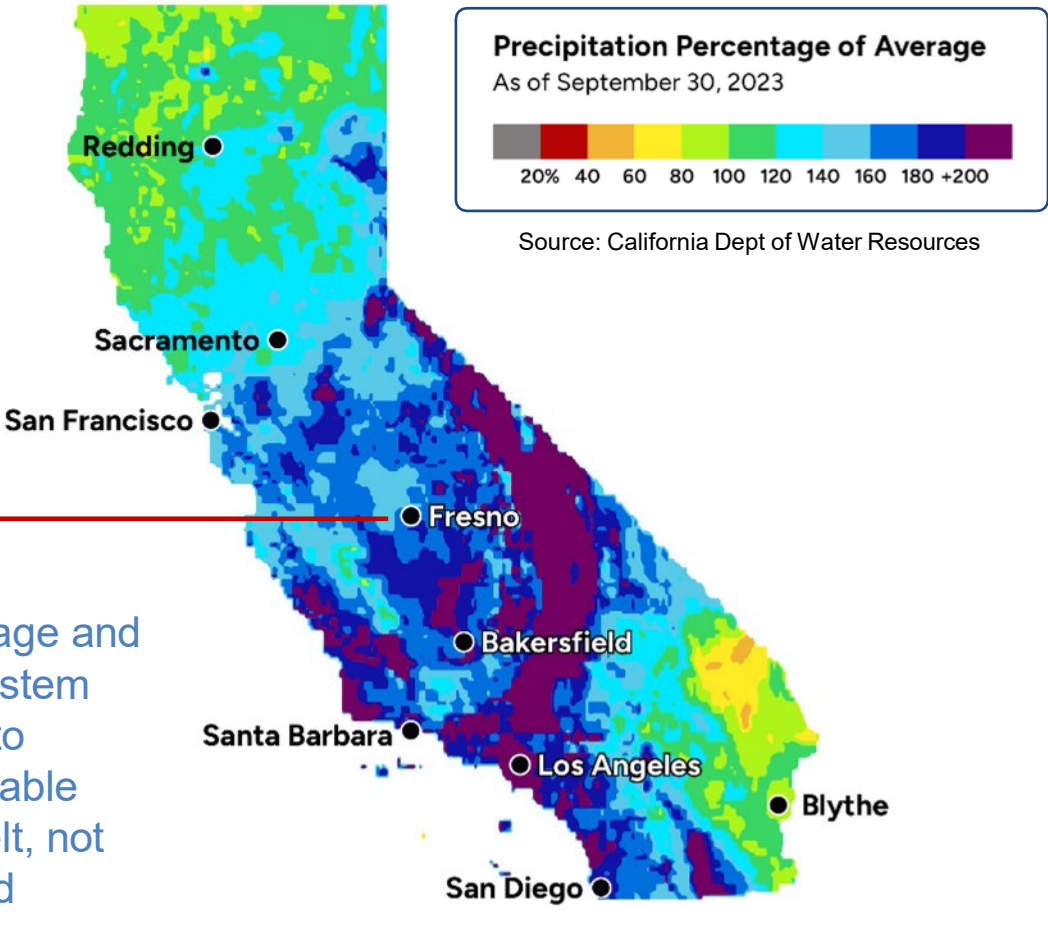 Precipitation Percentage of Average
As of September 30, 2023
20% 40 60 80 100 120 140 160 180 +200
Source: California Dept of Water Resources
Redding
Sacramento
San Francisco
Fresno
Bakersfield
Santa Barbara
Los Angeles
Blythe
San Diego
age and
stem
to
able
lt, not
d